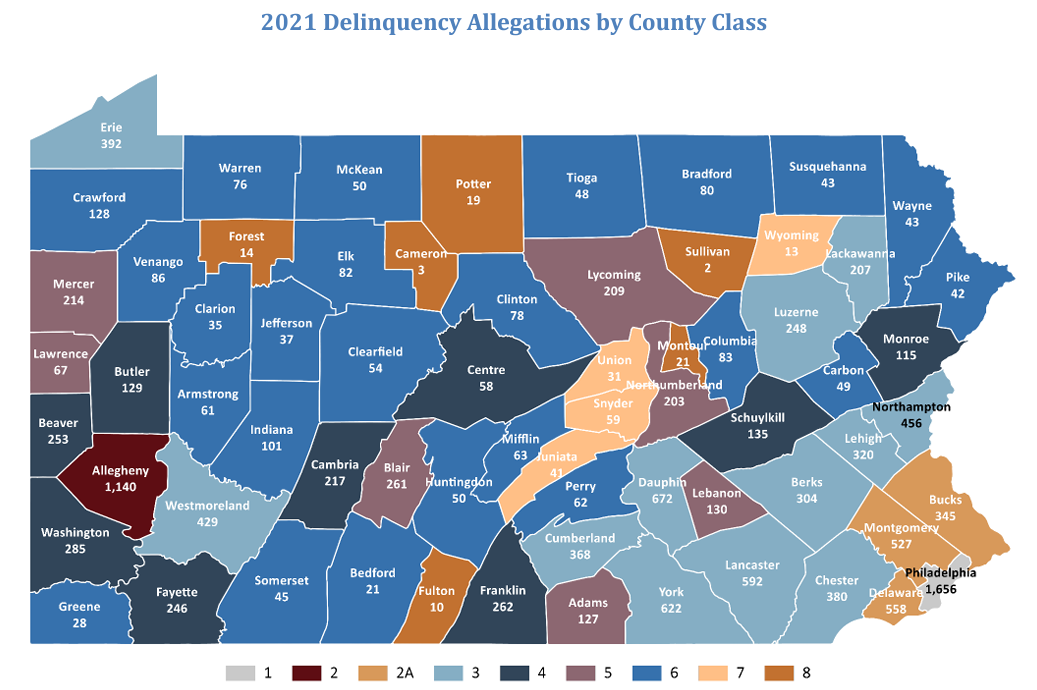 2021 Delinquency Allegations by County Class
Erie
392
Warren
76
McKean
50
Potter
19
Tioga
48
Bradford
80
Susquehanna
43
Wayne
43
Crawford
128
Forest
14
Cameron
3
Elk
82
Sullivan
2
Wyoming
13
Lackawanna
207
Venango
86
Mercer
214
Lycoming
209
Pike
42
Clarion
35
Clinton
78
Luzerne
248
Jefferson
37
Monroe
115
Lawrence
67
Butler
129
Clearfield
54
Centre
58
Union
31
Montour
21
Columbia
83
Carbon
49
Armstrong
61
Northumberland
203
Snyder
59
Northampton
456
Beaver
253
Indiana
101
Mifflin
63
Schuylkill
135
Lehigh
320
Allegheny
1,140
Cambria
217
Blair
261
Huntingdon
50
Juniata
41
Perry
62
Dauphin
672
Lebanon
130
Berks
304
Bucks
345
Westmoreland
429
Washington
285
Cumberland
368
Montgomery
527
Lancaster
592
Philadelphia
1,656
Greene
28
Fayette
246
Somerset
45
Bedford
21
Fulton
10
Franklin
262
Adams
127
York
622
Chester
380
Delaware
558
1
2
2A
3
4
5
6
7
8